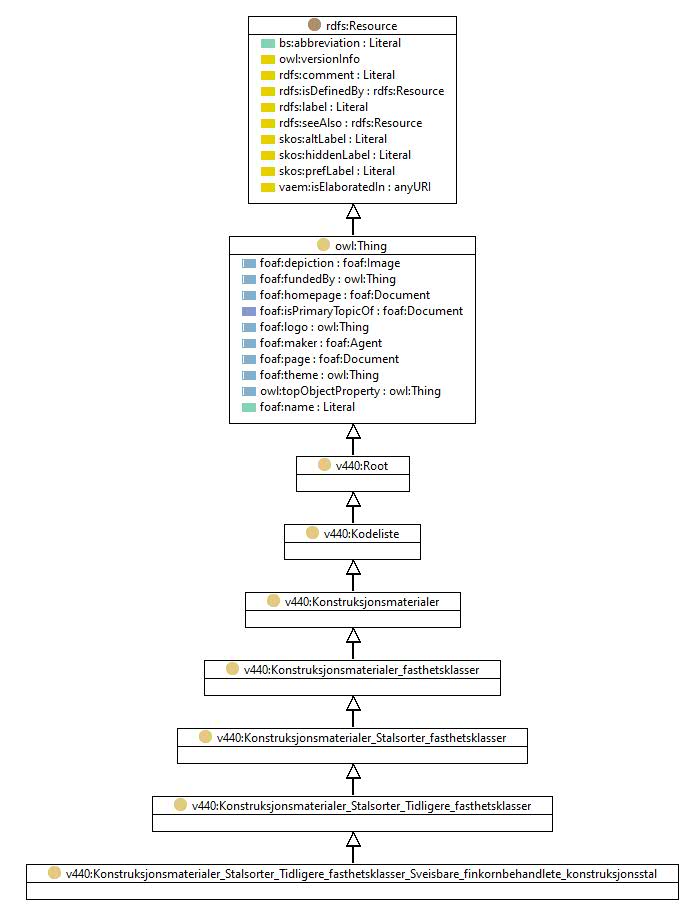 rdfs:Resource
bs:abbreviation : Literal
owl:versionInfo
rdfs:comment : Literal
rdfs:isDefinedBy : rdfs:Resource
rdfs:label : Literal
rdfs:seeAlso : rdfs:Resource
skos:altLabel : Literal
skos:hiddenLabel : Literal
skos:prefLabel : Literal
vaem:isElaboratedIn : anyURI
owl:Thing
foaf:depiction : foaf:Image
foaf:fundedBy : owl:Thing
foaf:homepage : foaf:Document
foaf:isPrimaryTopicOf : foaf:Document
foaf:logo : owl:Thing
foaf:maker : foaf:Agent
foaf:page : foaf:Document
foaf:theme : owl:Thing
owl:topObjectProperty : owl:Thing
foaf:name : Literal
v440:Root
v440:Kodeliste
v440:Konstruksjonsmaterialer
v440:Konstruksjonsmaterialer_fasthetsklasser
v440:Konstruksjonsmaterialer_Stalsorter_fasthetsklasser
v440:Konstruksjonsmaterialer_Stalsorter_Tidligere_fasthetsklasser
v440:Konstruksjonsmaterialer_Stalsorter_Tidligere_fasthetsklasser_Sveisbare_finkornbehandlete_konstruksjonsstal